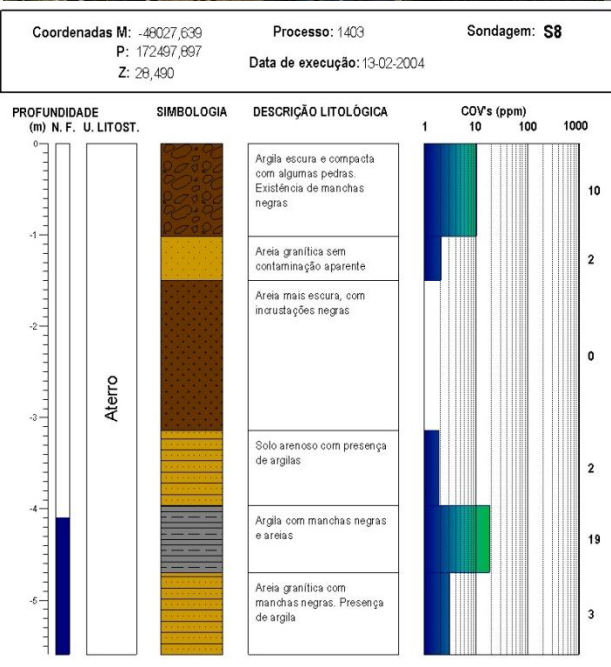 Coordenadas M: -48027,639
P: 172497,897
Z: 28,490
Processo: 1403
Data de execução: 13-02-2004
Sondagem: S8
PROFUNDIDADE
(m) N. F. U. LITOST.
SIMBOLOGIA
DESCRIÇÃO LITOLÓGICA
COV's (ppm)
1 10 100 1000
0
-1
-2
-3
-4
-5
Aterro
Argila escura e compacta
com algumas pedras.
Existência de manchas
negras
10
Areia granítica sem
contaminação aparente
2
Areia mais escura, com
incrustações negras
0
Solo arenoso com presença
de argilas
2
Argila com manchas negras
e areias
19
Areia granítica com
manchas negras. Presença
de argila
3